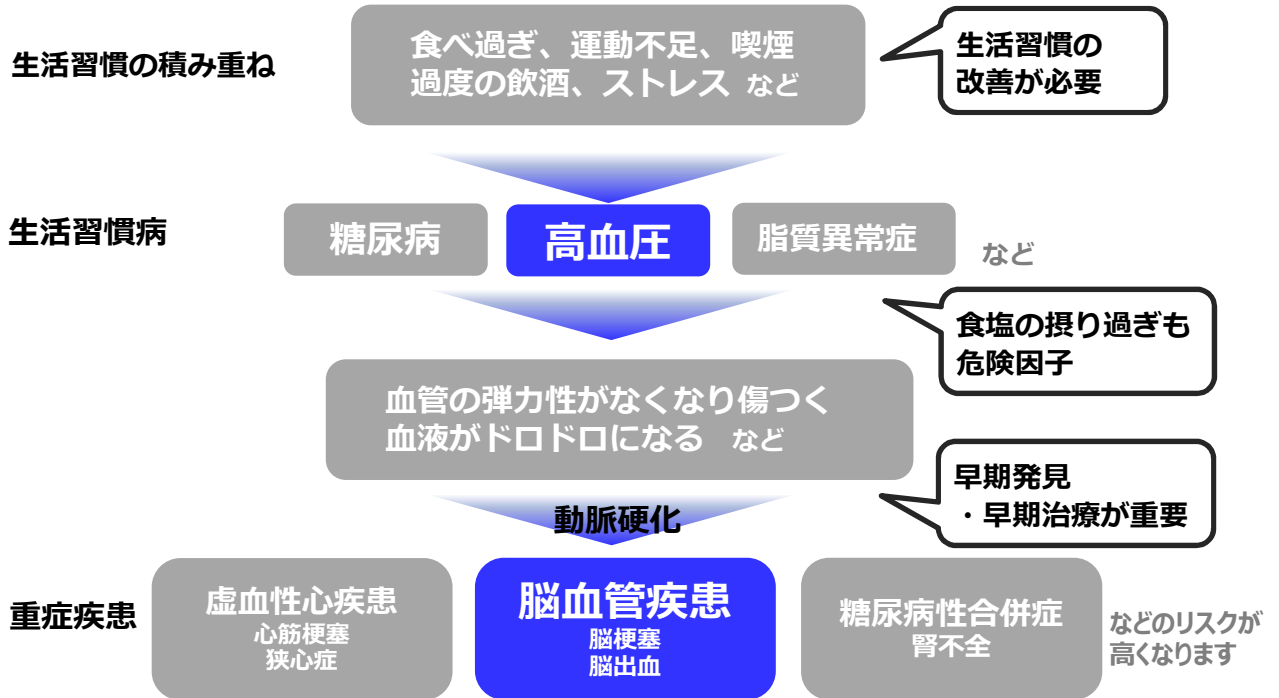 生活習慣の積み重ね
食べ過ぎ、運動不足、喫煙
過度の飲酒、ストレス など
生活習慣の
改善が必要
生活習慣病
糖尿病
高血圧
脂質異常症
など
食塩の摂り過ぎも
危険因子
血管の弾力性がなくなり傷つく
血液がドロドロになる など
早期発見
・早期治療が重要
動脈硬化
重症疾患
虚血性心疾患
心筋梗塞
狭心症
脳血管疾患
脳梗塞
脳出血
糖尿病性合併症
腎不全
などのリスクが
高くなります